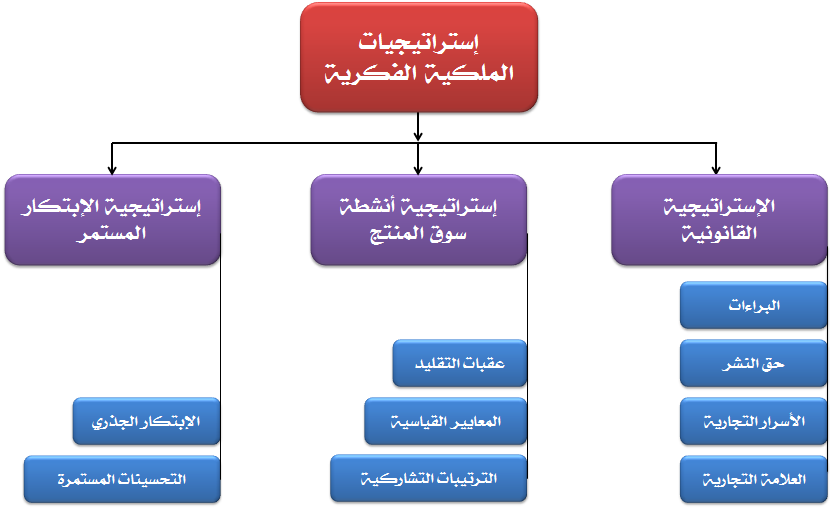 إستراتيجيات
الملكية الفكرية
الإستراتيجية
القانونية
البراءات
حق النشر
الأسرار التجارية
العلامة التجارية
إستراتيجية أنشطة
سوق المنتج
عقبات التقليد
المعايير القياسية
الترتيبات التشاركية
إستراتيجية الإبتكار
المستمر
الإبتكار الجذري
التحسينات المستمرة